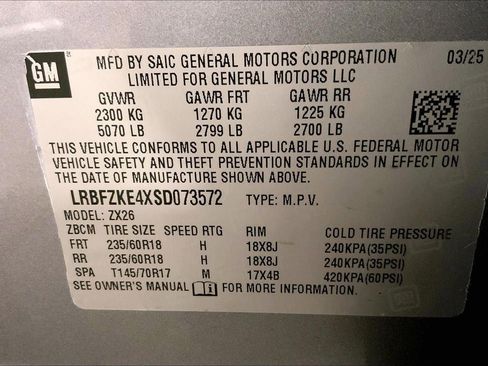 GM
MFD BY SAIC GENERAL MOTORS CORPORATION 03/25
LIMITED FOR GENERAL MOTORS LLC
GVWR GAWR FRT GAWR RR
2300 KG 1270 KG 1225 KG
5070 LB 2799 LB 2700 LB
THIS VEHICLE CONFORMS TO ALL APPLICABLE U.S. FEDERAL MOTOR
VEHICLE SAFETY AND THEFT PREVENTION STANDARDS IN EFFECT ON
THE DATE OF MANUFACTURE SHOWN ABOVE.
LRBFZKE4XSD073572 TYPE: M.P.V.
MODEL: ZX26
ZBCM TIRE SIZE SPEED RTG RIM COLD TIRE PRESSURE
FRT 235/60R18 H 18X8J 240KPA(35PSI)
RR 235/60R18 H 18X8J 240KPA(35PSI)
SPA T145/70R17 M 17X4B 420KPA(60PSI)
SEE OWNER'S MANUAL FOR MORE INFORMATION.